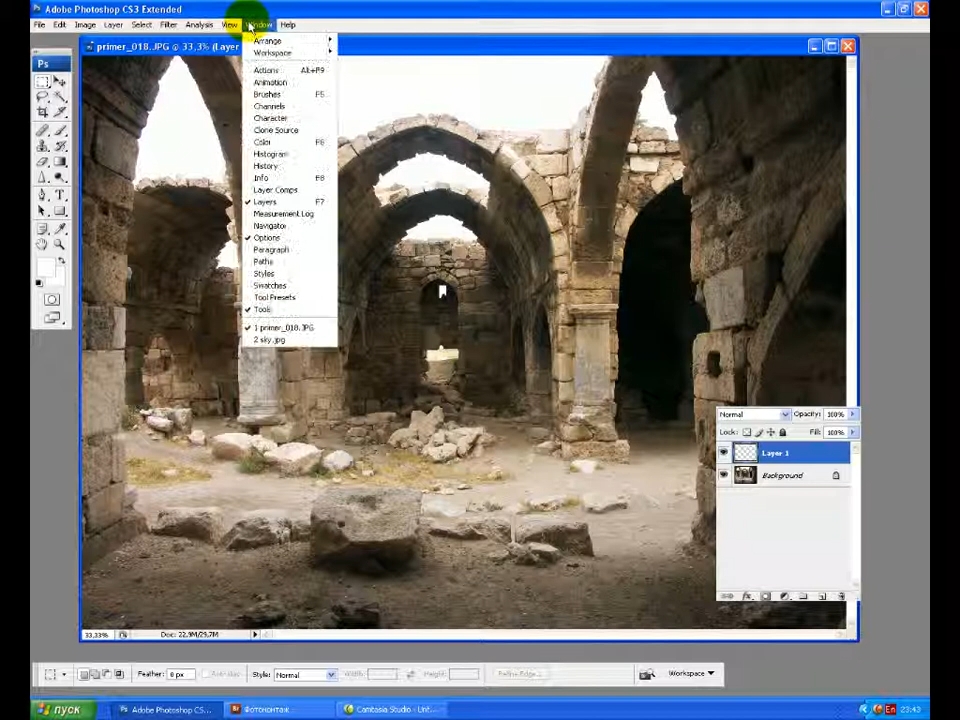 Adobe Photoshop CS3 Extended
File Edit Image Layer Select Filter Analysis View Window Help
primer_018.JPG @ 33,3% (Layer
Ps
Arrange
Workspace
Actions Alt+F9
Animation
Brushes F5
Channels
Character
Clone Source
Color F6
Histogram
History
Info F8
Layer Comps
Layers F7
Measurement Log
Navigator
Options
Paragraph
Paths
Styles
Swatches
Tool Presets
Tools
1 primer_018.JPG
2 sky.jpg
Normal Opacity: 100%
Lock: Fill: 100%
Layer 1
Background
33,33% Doc: 22,9M/29,7M
Feather: 0 px Style: Normal Width: Height: Refine Edge... Workspace
пуск Adobe Photoshop CS... Фотоконтаж Camtasia Studio - Unt... En 23:43